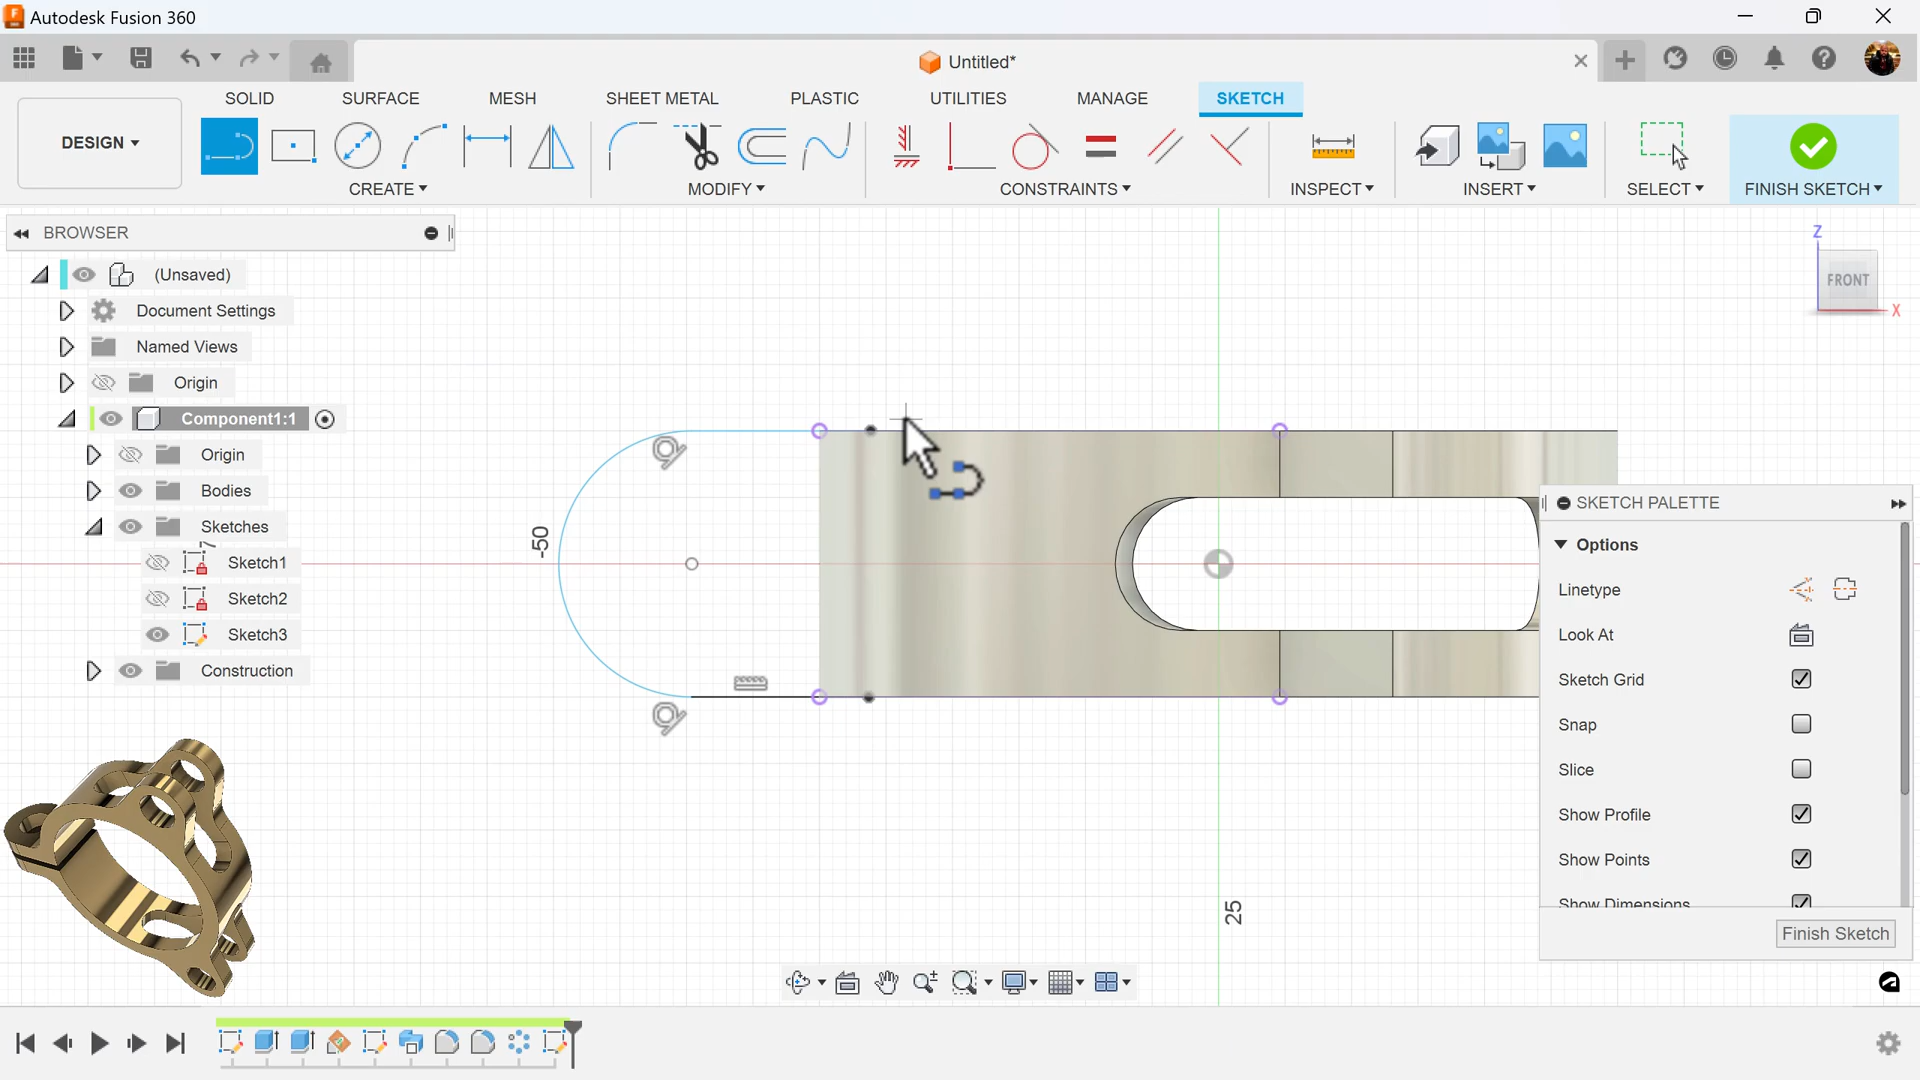 Autodesk Fusion 360
Untitled*
SOLID
SURFACE
MESH
SHEET METAL
PLASTIC
UTILITIES
MANAGE
SKETCH
DESIGN
CREATE
MODIFY
CONSTRAINTS
INSPECT
INSERT
SELECT
FINISH SKETCH
BROWSER
(Unsaved)
Document Settings
Named Views
Origin
Component1:1
Origin
Bodies
Sketches
Sketch1
Sketch2
Sketch3
Construction
Z
FRONT
X
-50
25
SKETCH PALETTE
Options
Linetype
Look At
Sketch Grid
Snap
Slice
Show Profile
Show Points
Show Dimensions
Finish Sketch